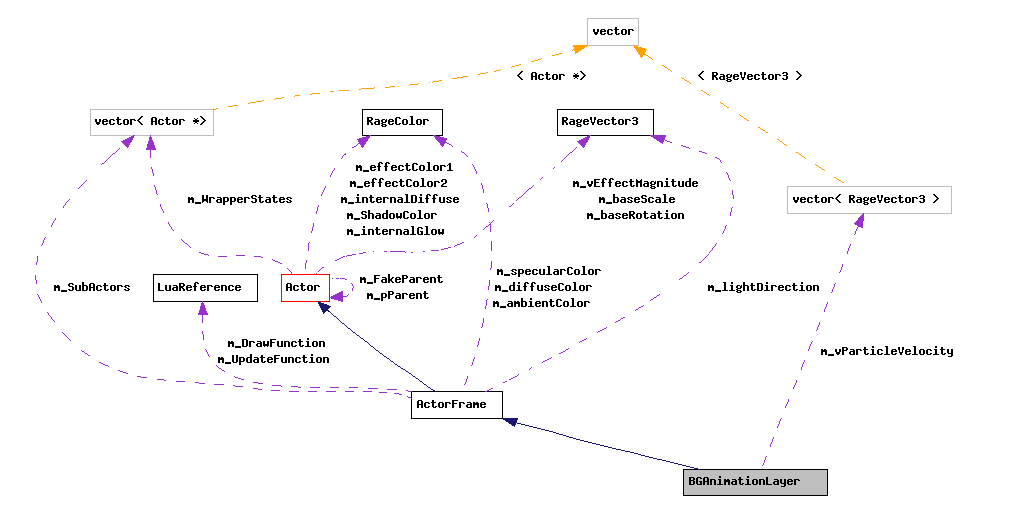 vector
< Actor *>
< RageVector3 >
vector< Actor *>
RageColor
RageVector3
m_effectColor1
m_effectColor2
m_internalDiffuse
m_ShadowColor
m_internalGlow
m_vEffectMagnitude
m_baseScale
m_baseRotation
m_WrapperStates
vector< RageVector3 >
m_SubActors
LuaReference
Actor
m_FakeParent
m_pParent
m_specularColor
m_diffuseColor
m_ambientColor
m_lightDirection
m_DrawFunction
m_UpdateFunction
m_vParticleVelocity
ActorFrame
BGAnimationLayer